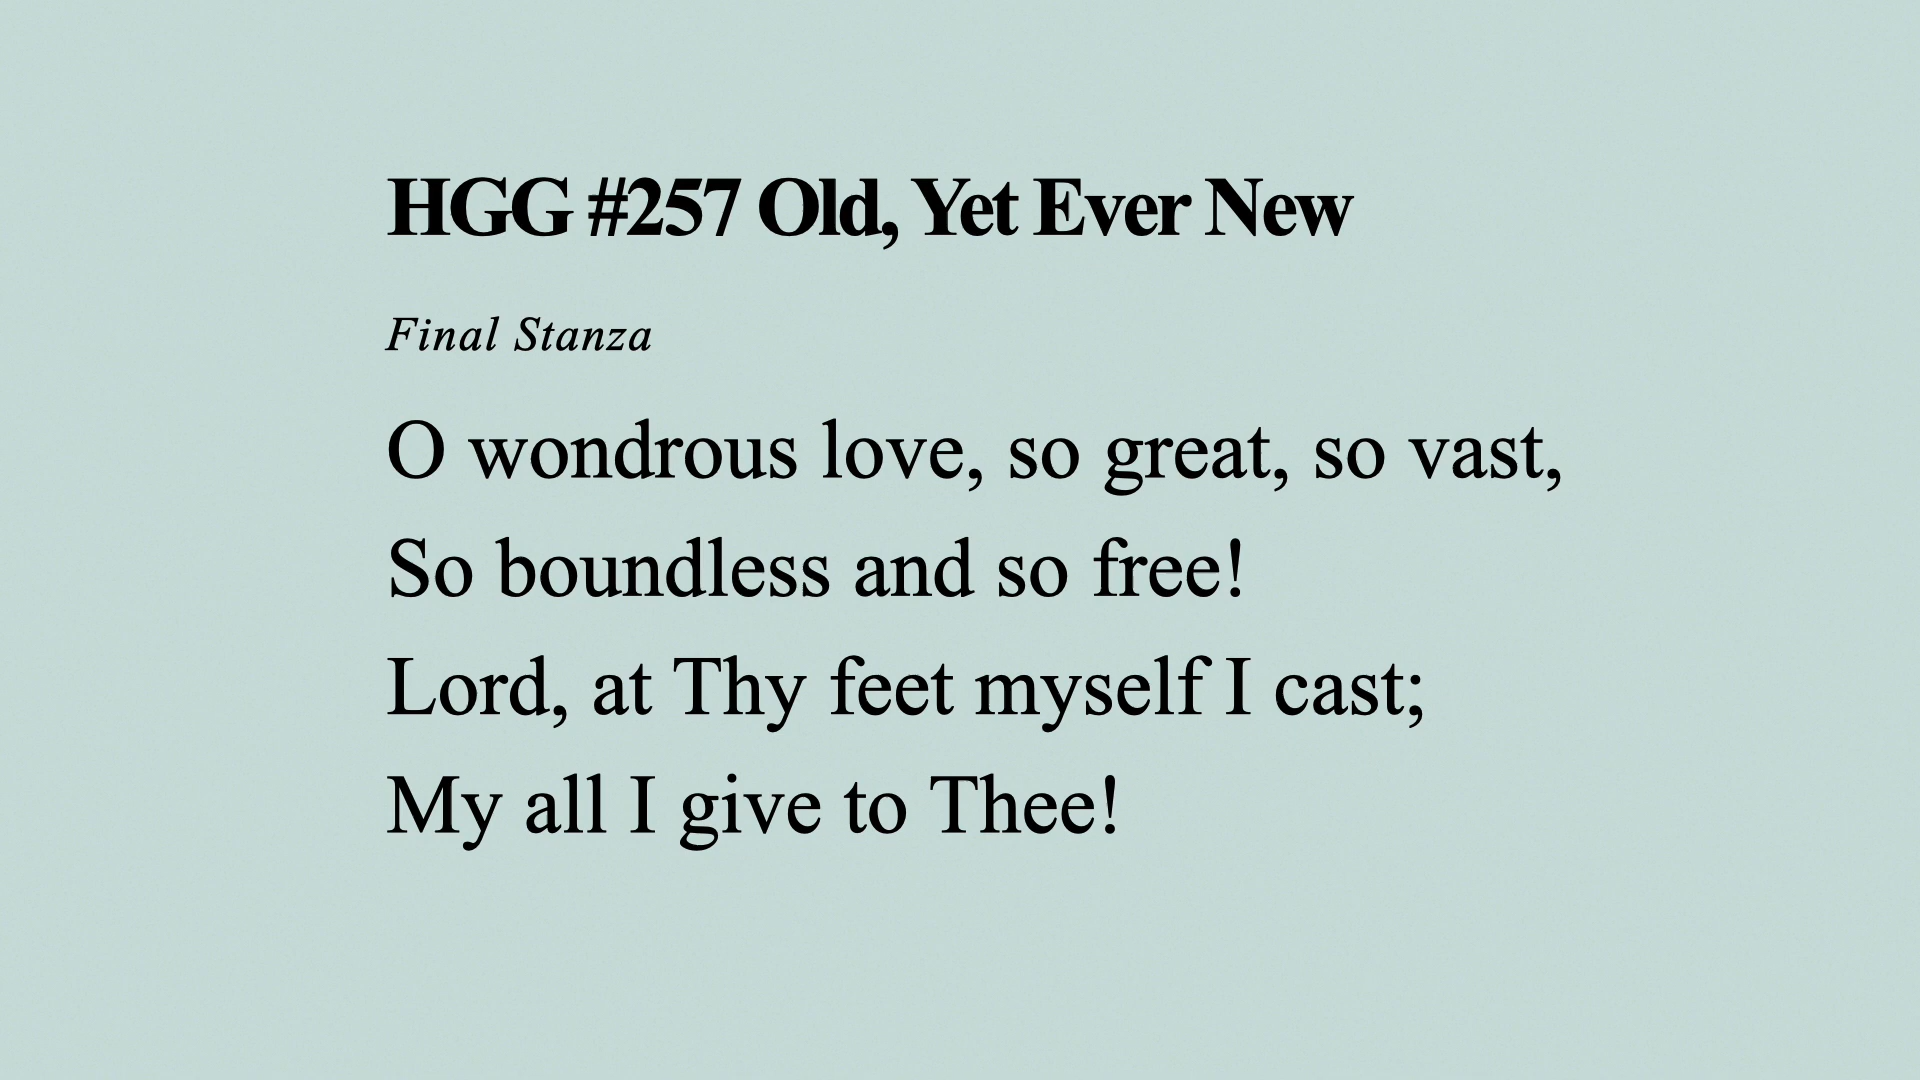 HGG #257 Old, Yet Ever New
Final Stanza
O wondrous love, so great, so vast,
So boundless and so free!
Lord, at Thy feet myself I cast;
My all I give to Thee!